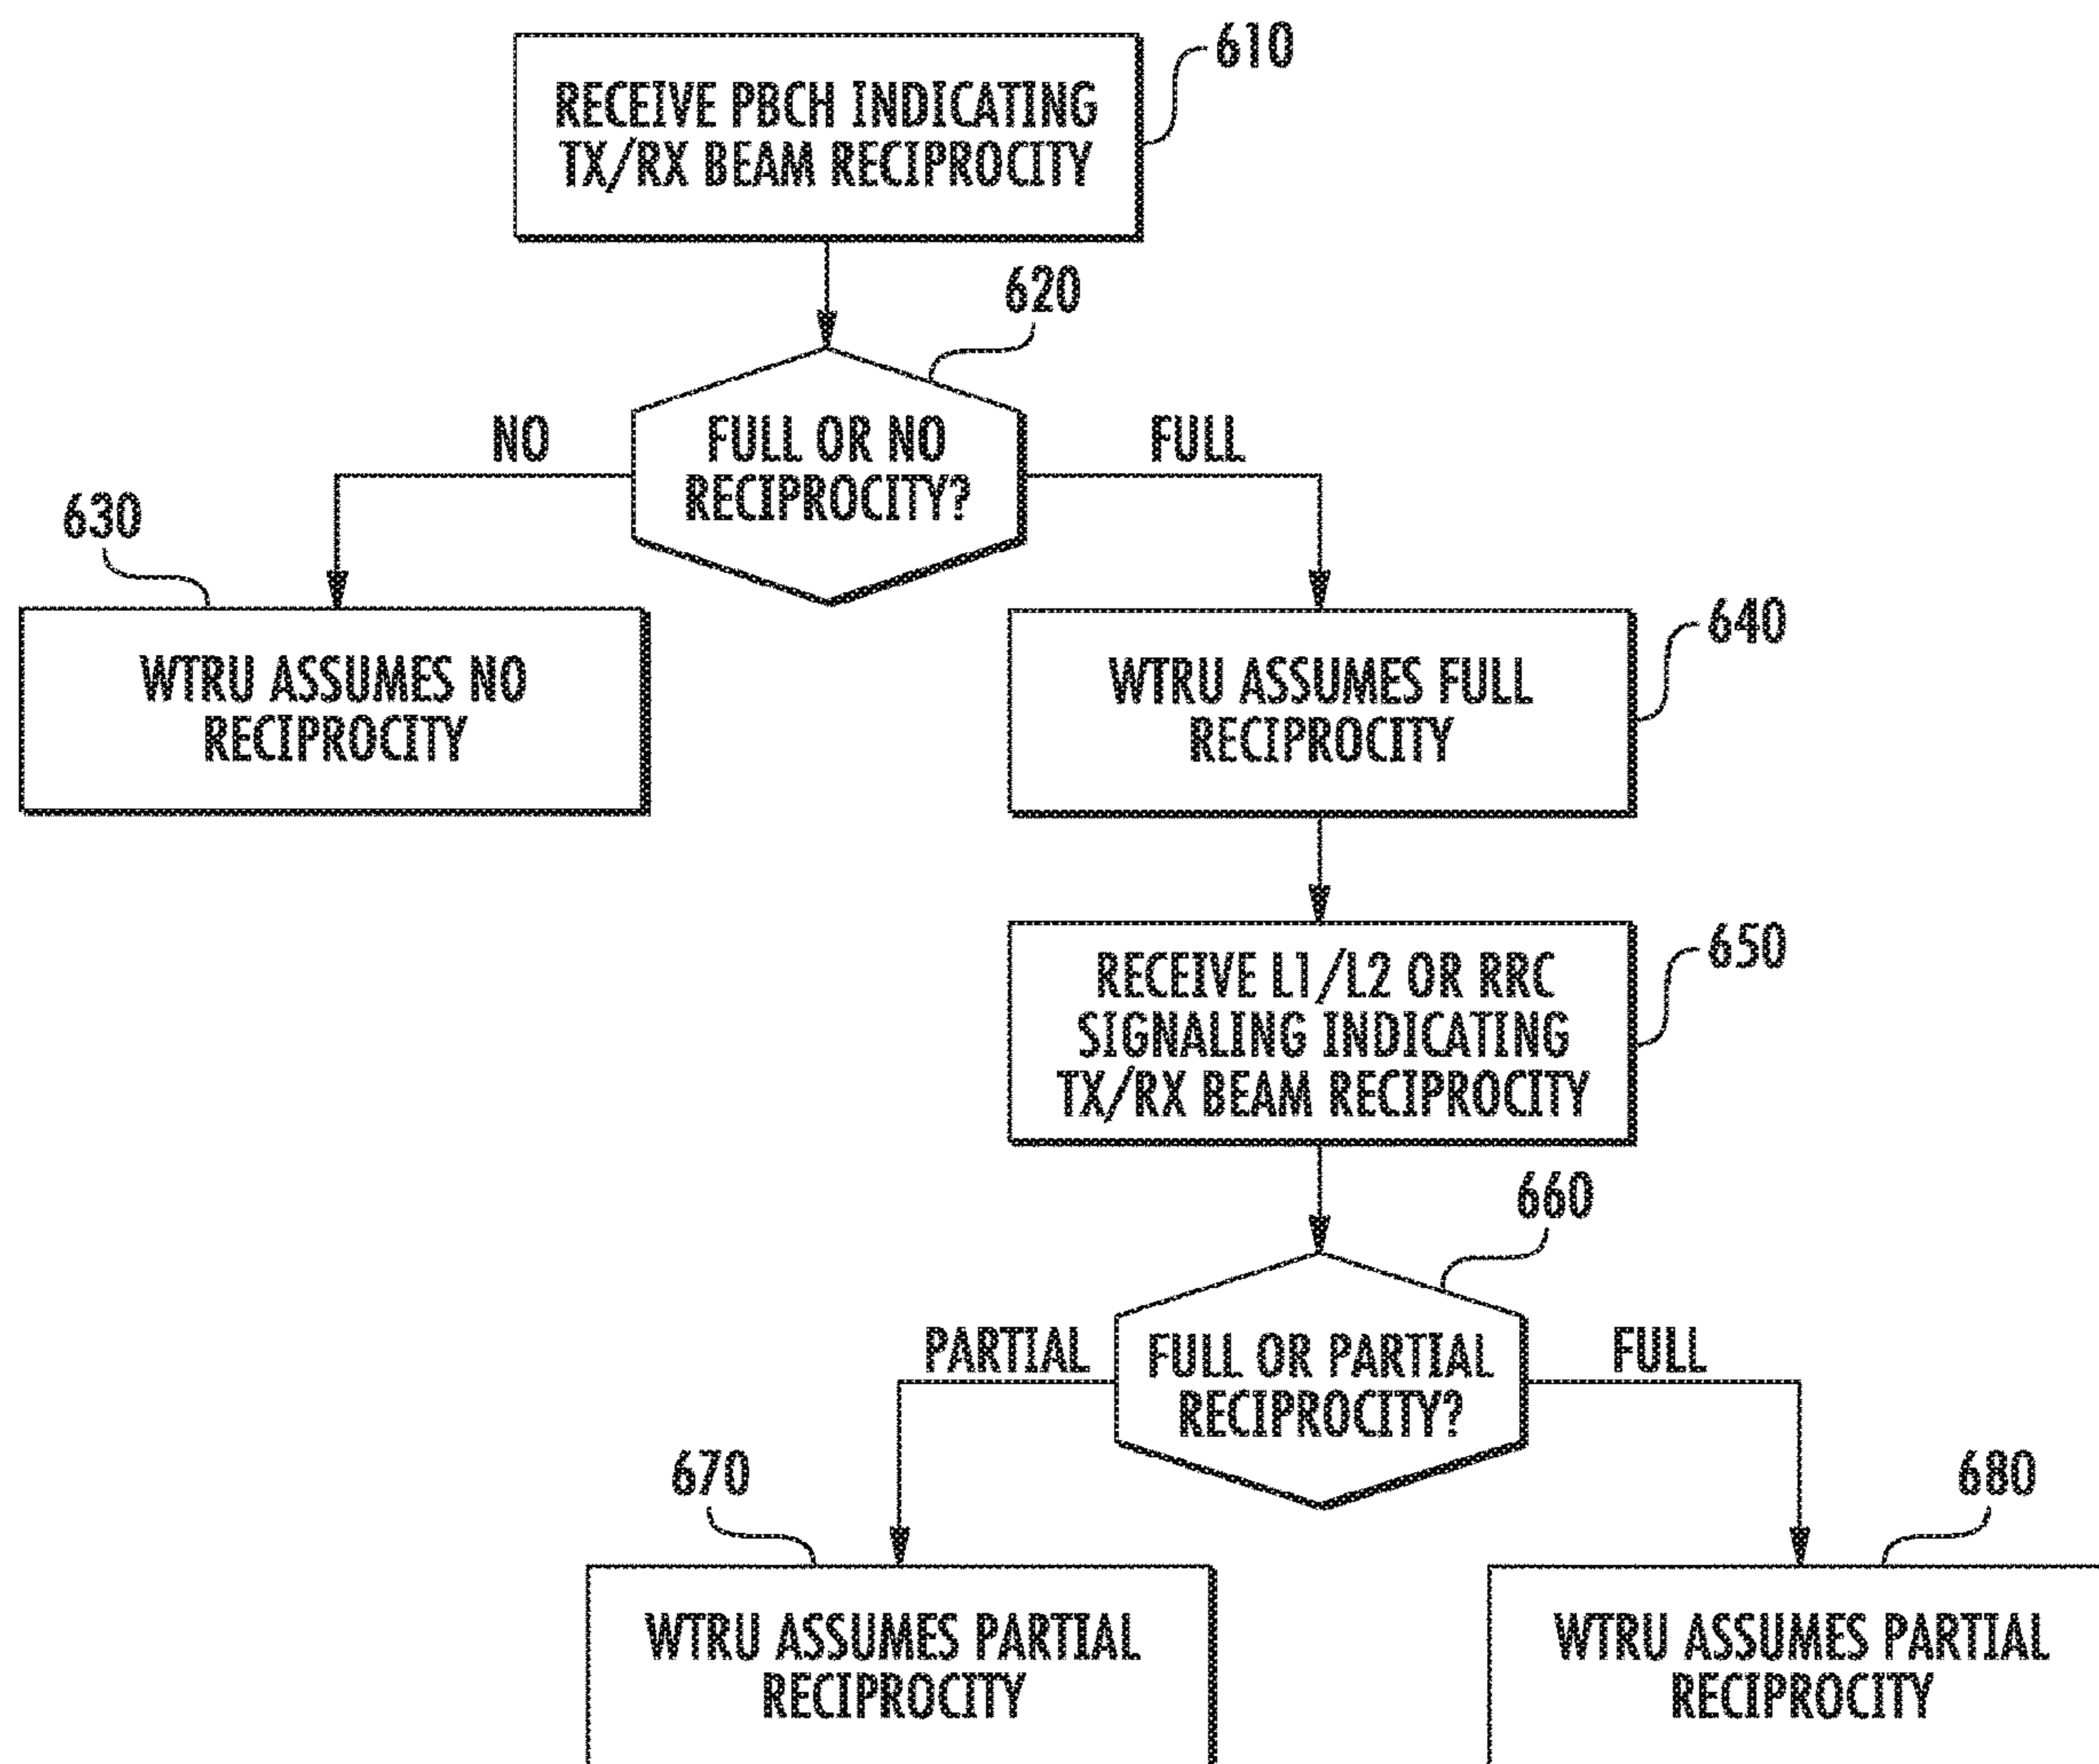 610
RECEIVE PBCH INDICATING
TX/RX BEAM RECIPROCITY
620
NO
FULL OR NO
RECIPROCITY?
FULL
630
WTRU ASSUMES NO
RECIPROCITY
640
WTRU ASSUMES FULL
RECIPROCITY
650
RECEIVE L1/L2 OR RRC
SIGNALING INDICATING
TX/RX BEAM RECIPROCITY
660
PARTIAL
FULL OR PARTIAL
RECIPROCITY?
FULL
670
WTRU ASSUMES PARTIAL
RECIPROCITY
680
WTRU ASSUMES PARTIAL
RECIPROCITY